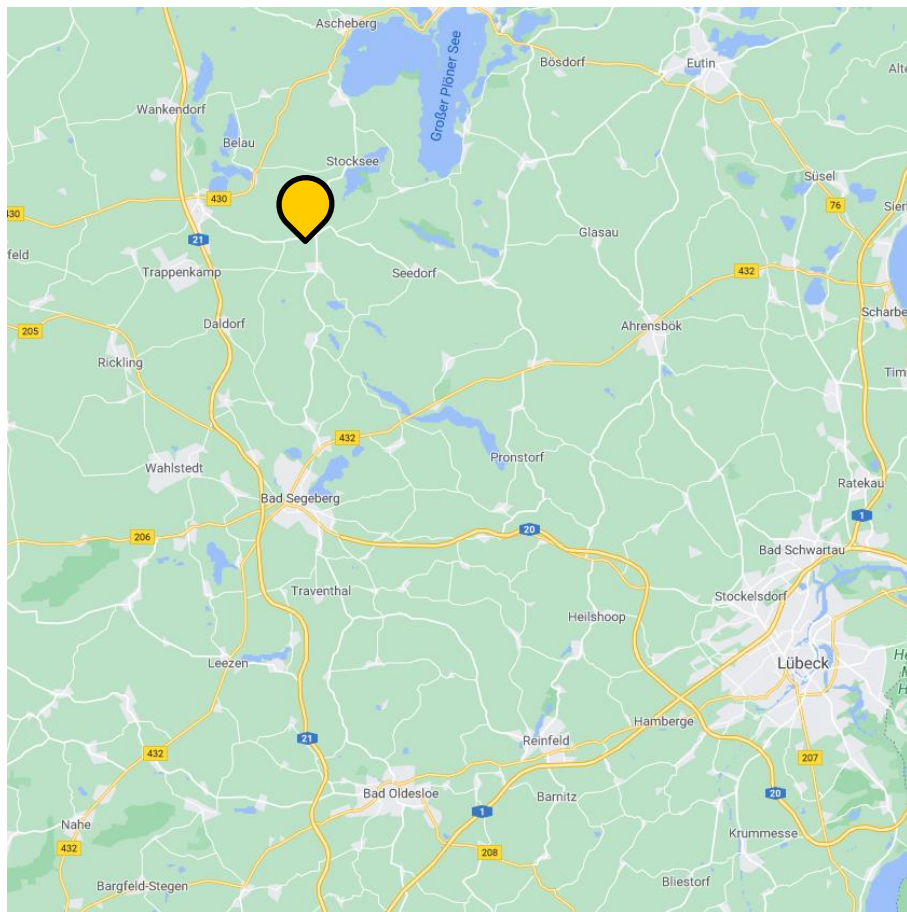 Ascheberg
Großer Plöner See
Bösdorf
Eutin
Alte
Wankendorf
Belau
Stocksee
Süsel
430
76
430
Sier
21
Glasau
feld
Trappenkamp
Seedorf
432
Scharbe
205
Daldorf
Ahrensbök
Rickling
Tim
432
Pronstorf
Wahlstedt
Ratekau
Bad Segeberg
1
206
20
Bad Schwartau
Traventhal
Stockelsdorf
Heilshoop
Leezen
Lübeck
He
M
H
Hamberge
21
Reinfeld
432
207
Bad Oldesloe
Barnitz
20
1
Nahe
Krummesse
432
208
Bargfeld-Stegen
Bliestorf